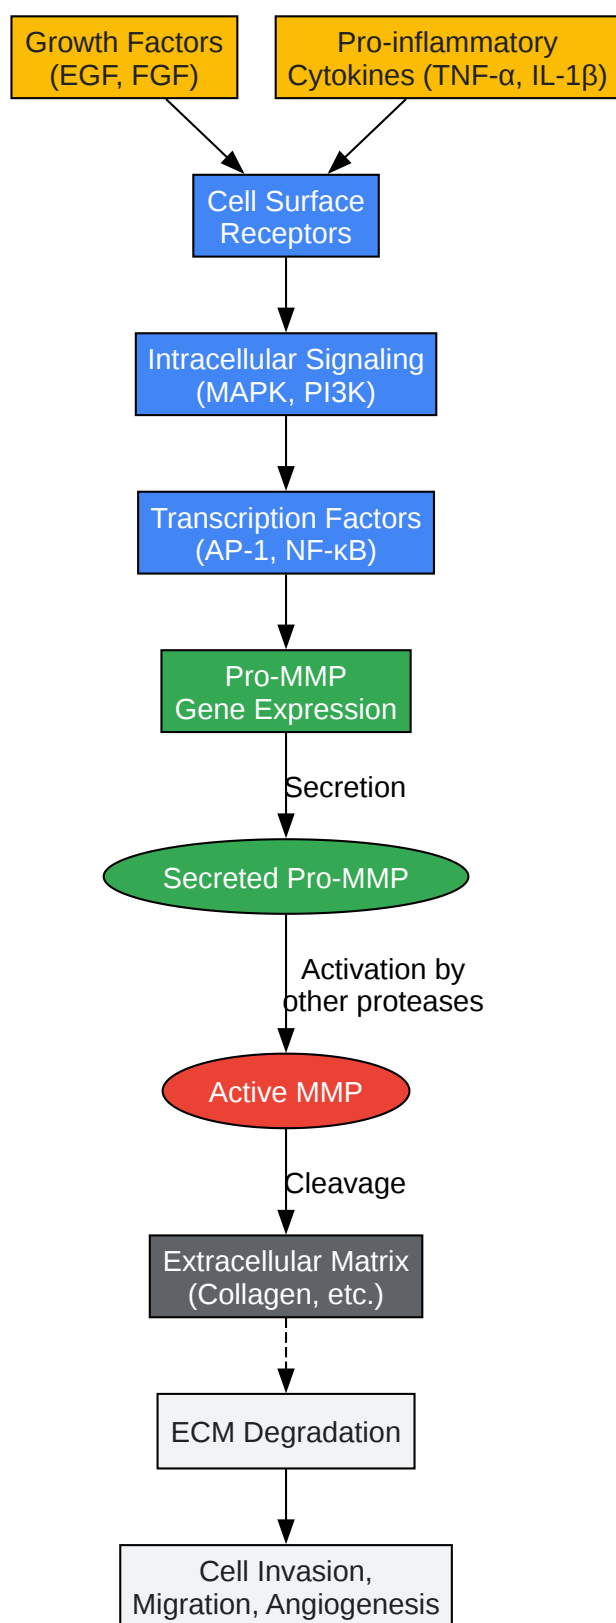 Growth Factors
(EGF, FGF)
Pro-inflammatory
Cytokines (TNF-α, IL-1β)
Cell Surface
Receptors
Intracellular Signaling
(MAPK, PI3K)
Transcription Factors
(AP-1, NF-κB)
Pro-MMP
Gene Expression
Secretion
Secreted Pro-MMP
Activation by
other proteases
Active MMP
Cleavage
Extracellular Matrix
(Collagen, etc.)
ECM Degradation
Cell Invasion,
Migration, Angiogenesis